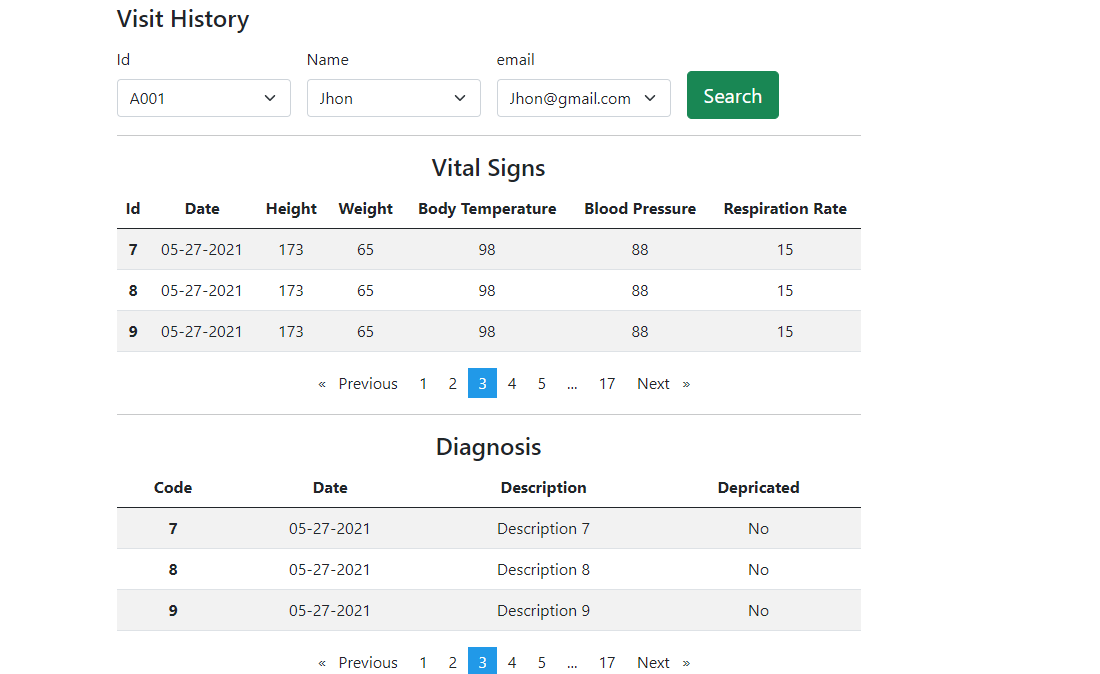 Visit History
Id Name email
A001 Jhon Jhon@gmail.com Search
Vital Signs
Id Date Height Weight Body Temperature Blood Pressure Respiration Rate
7 05-27-2021 173 65 98 88 15
8 05-27-2021 173 65 98 88 15
9 05-27-2021 173 65 98 88 15
« Previous 1 2 3 4 5 ... 17 Next »
Diagnosis
Code Date Description Depricated
7 05-27-2021 Description 7 No
8 05-27-2021 Description 8 No
9 05-27-2021 Description 9 No
« Previous 1 2 3 4 5 ... 17 Next »